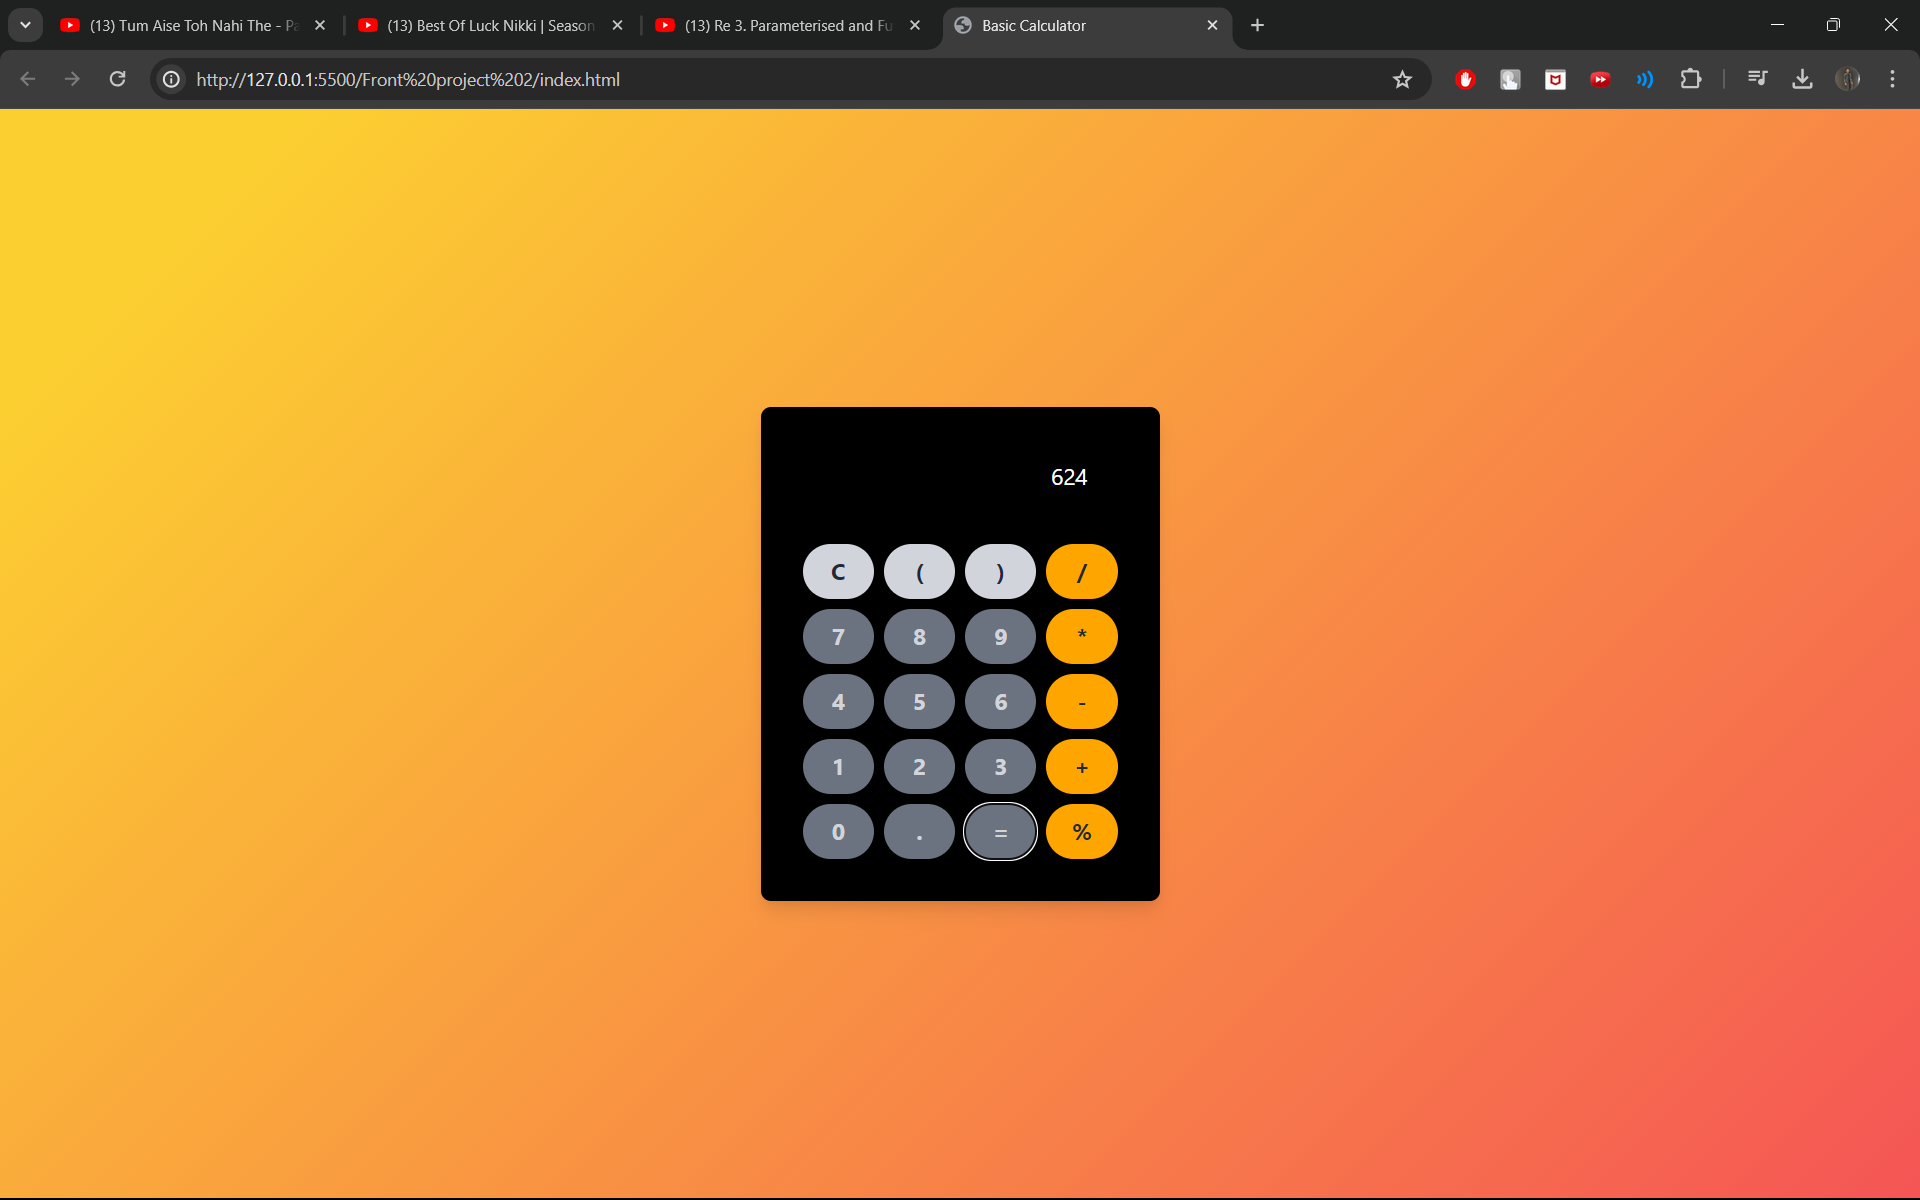 (13) Tum Aise Toh Nahi The - Pa
(13) Best Of Luck Nikki | Season
(13) Re 3. Parameterised and Fu
Basic Calculator
http://127.0.0.1:5500/Front%20project%202/index.html
624
C ( ) /
7 8 9 *
4 5 6 -
1 2 3 +
0 . = %